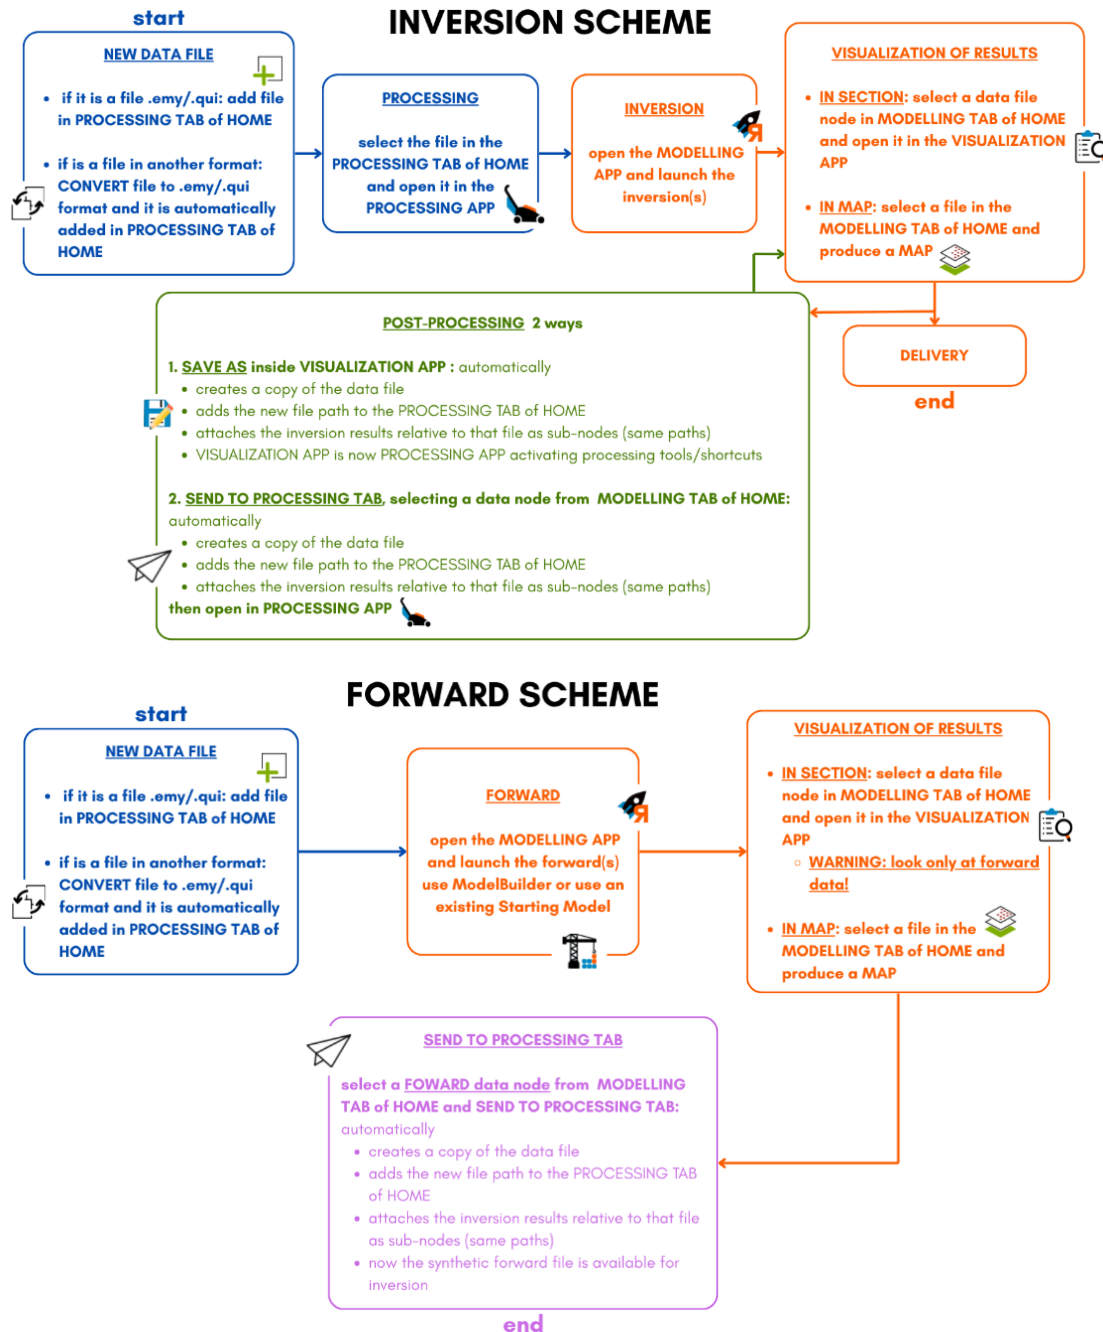 INVERSION SCHEME
start
NEW DATA FILE
• if it is a file .emy/.qui: add file
in PROCESSING TAB of HOME
• if is a file in another format:
CONVERT file to .emy/.qui
format and it is automatically
added in PROCESSING TAB of
HOME
PROCESSING
select the file in the
PROCESSING TAB of HOME
and open it in the
PROCESSING APP
INVERSION
open the MODELLING
APP and launch the
inversion(s)
VISUALIZATION OF RESULTS
• IN SECTION: select a data file
node in MODELLING TAB of HOME
and open it in the VISUALIZATION
APP
• IN MAP: select a file in the
MODELLING TAB of HOME and
produce a MAP
POST-PROCESSING 2 ways
1. SAVE AS inside VISUALIZATION APP : automatically
• creates a copy of the data file
• adds the new file path to the PROCESSING TAB of HOME
• attaches the inversion results relative to that file as sub-nodes (same paths)
• VISUALIZATION APP is now PROCESSING APP activating processing tools/shortcuts
2. SEND TO PROCESSING TAB, selecting a data node from MODELLING TAB of HOME:
automatically
• creates a copy of the data file
• adds the new file path to the PROCESSING TAB of HOME
• attaches the inversion results relative to that file as sub-nodes (same paths)
then open in PROCESSING APP
DELIVERY
end
FORWARD SCHEME
start
NEW DATA FILE
• if it is a file .emy/.qui: add file
in PROCESSING TAB of HOME
• if is a file in another format:
CONVERT file to .emy/.qui
format and it is automatically
added in PROCESSING TAB of
HOME
FORWARD
open the MODELLING APP
and launch the forward(s)
use ModelBuilder or use an
existing Starting Model
VISUALIZATION OF RESULTS
• IN SECTION: select a data file
node in MODELLING TAB of HOME
and open it in the VISUALIZATION
APP
◦ WARNING: look only at forward
data!
• IN MAP: select a file in the
MODELLING TAB of HOME and
produce a MAP
SEND TO PROCESSING TAB
select a FOWARD data node from MODELLING
TAB of HOME and SEND TO PROCESSING TAB:
automatically
• creates a copy of the data file
• adds the new file path to the PROCESSING TAB
of HOME
• attaches the inversion results relative to that file
as sub-nodes (same paths)
• now the synthetic forward file is available for
inversion
end